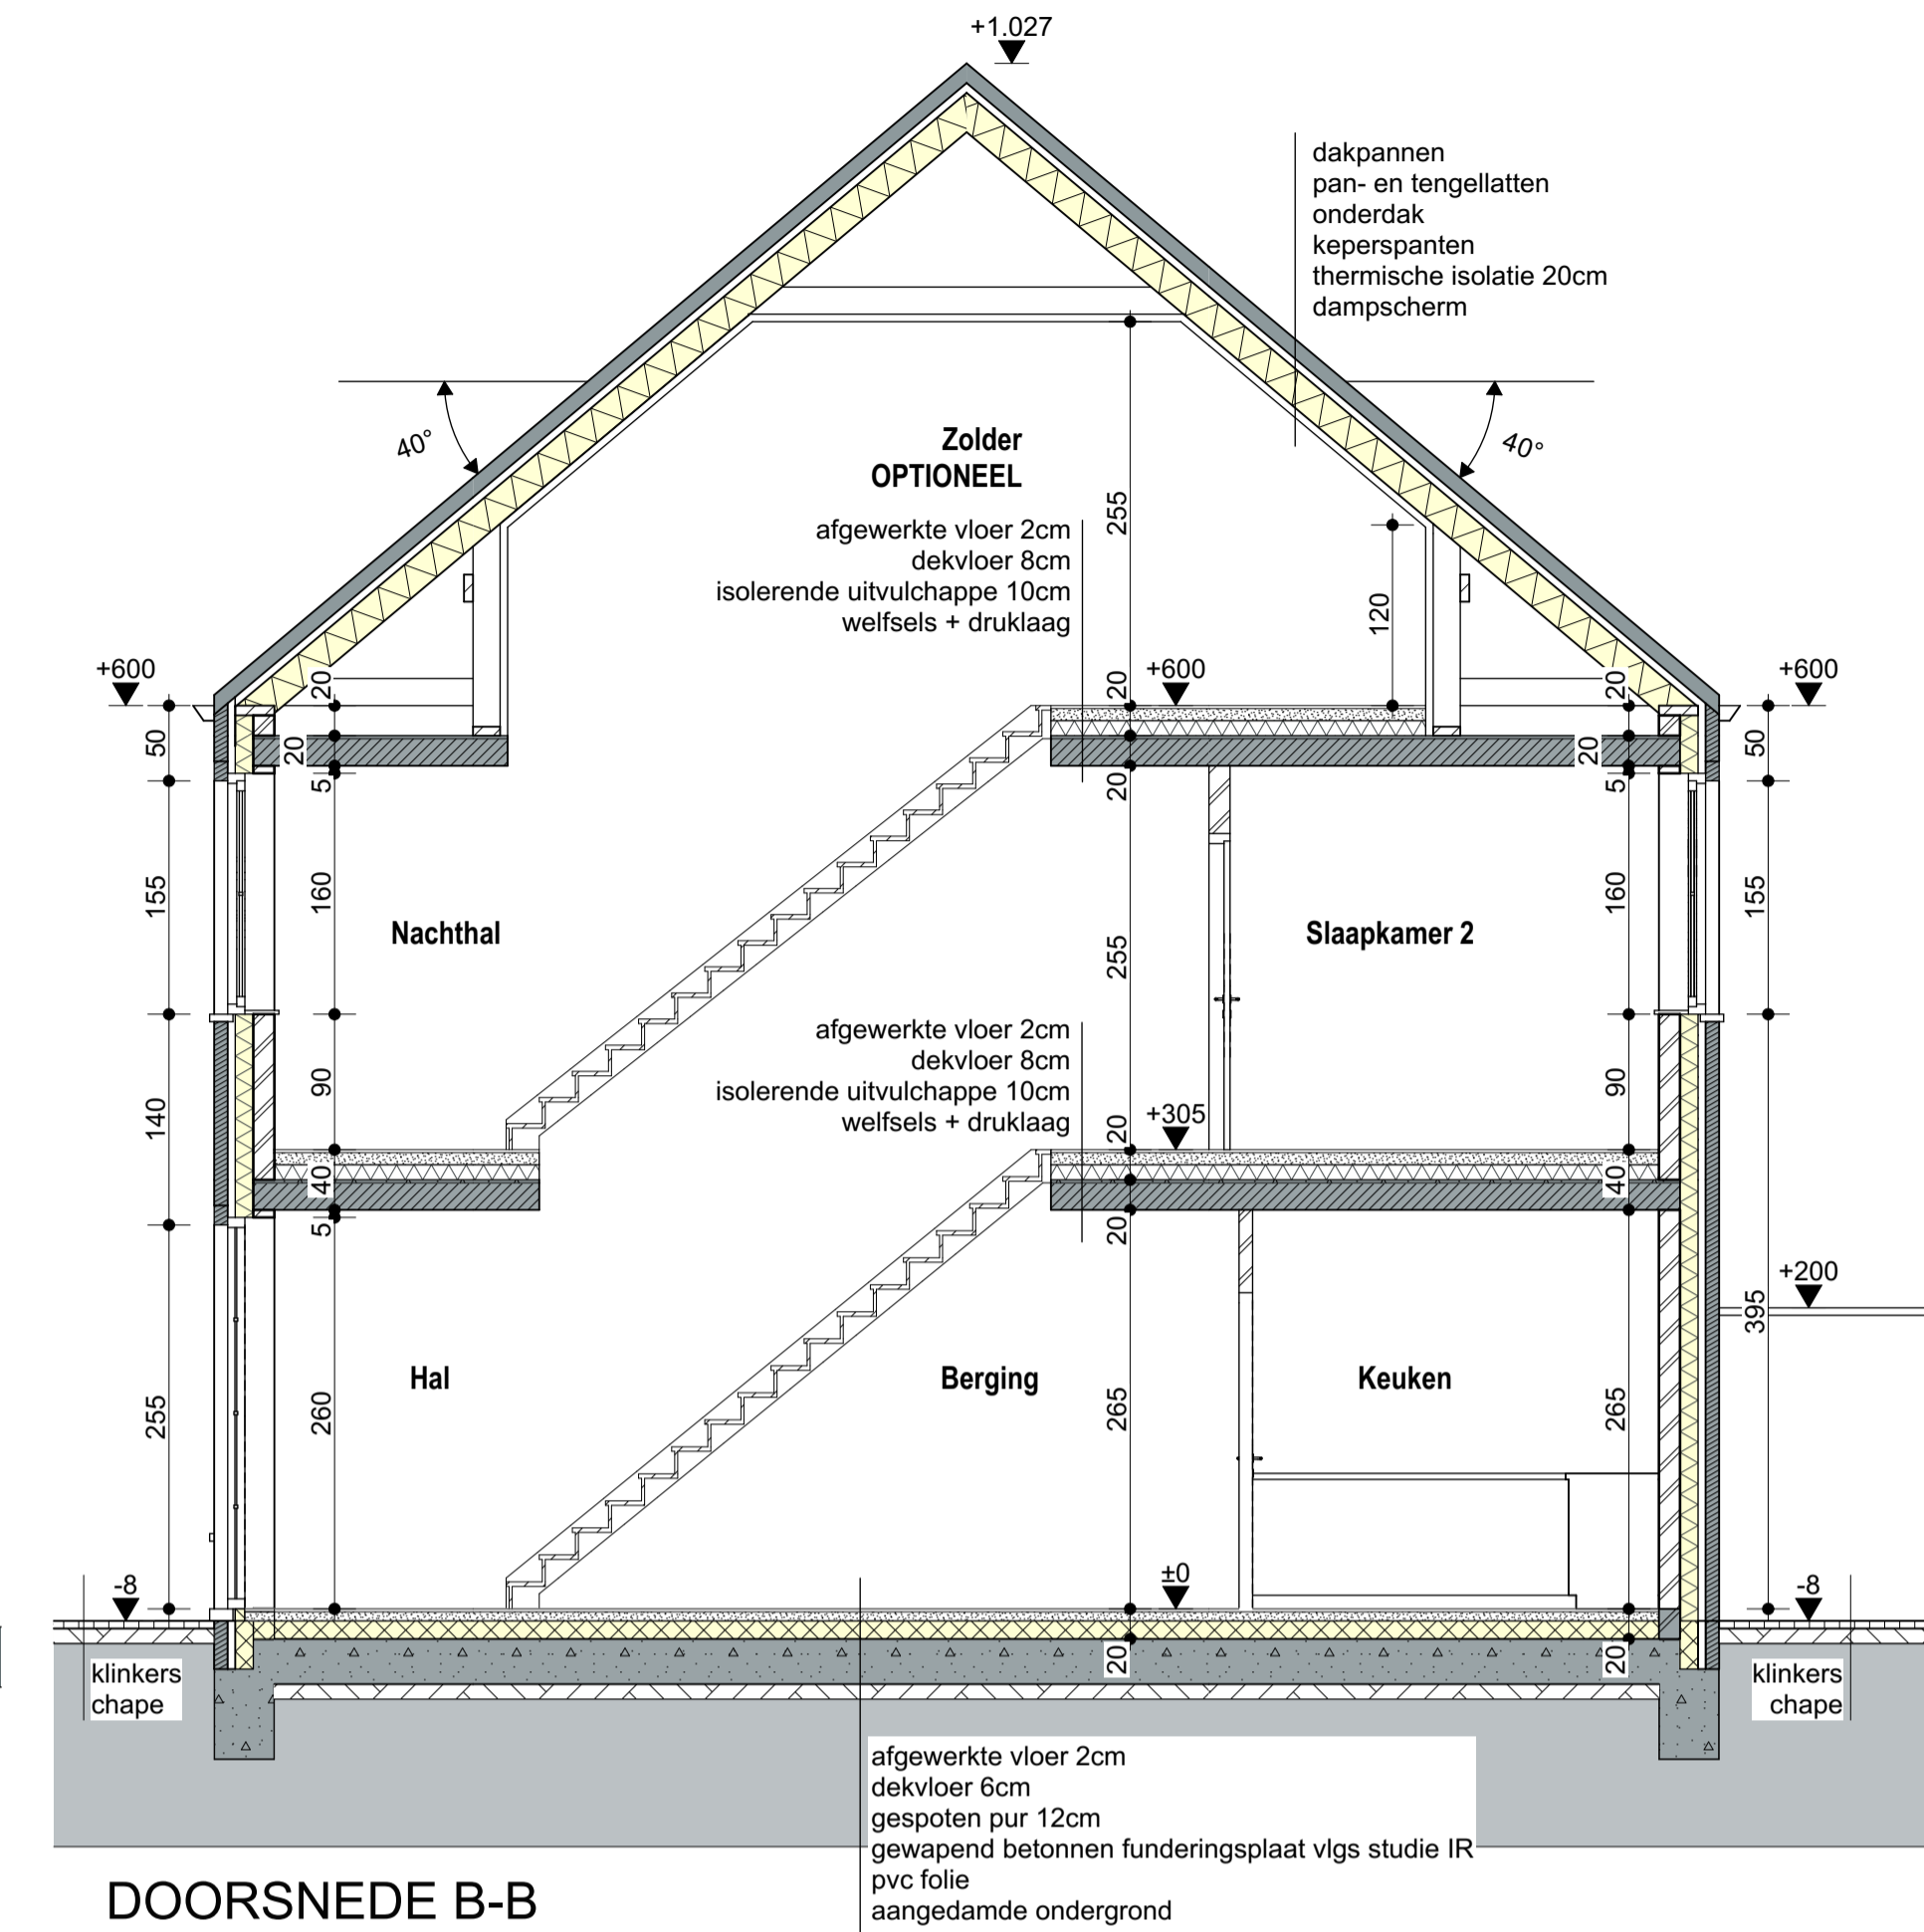 +1.027
dakpannen
pan- en tengellatten
onderdak
keperspanten
thermische isolatie 20cm
dampscherm
40°
40°
Zolder
OPTIONEEL
255
afgewerkte vloer 2cm
dekvloer 8cm
isolerende uitvulchappe 10cm
welfsels + druklaag
120
+600
+600
+600
20
20
20
50
20
5
20
20
5
50
155
160
Nachthal
255
Slaapkamer 2
160
155
afgewerkte vloer 2cm
dekvloer 8cm
isolerende uitvulchappe 10cm
welfsels + druklaag
140
90
90
+305
20
40
40
5
20
+200
395
255
260
Hal
Berging
265
Keuken
265
-8
±0
-8
klinkers
chape
20
20
klinkers
chape
afgewerkte vloer 2cm
dekvloer 6cm
gespoten pur 12cm
gewapend betonnen funderingsplaat vlgs studie IR
pvc folie
aangedamde ondergrond
DOORSNEDE B-B